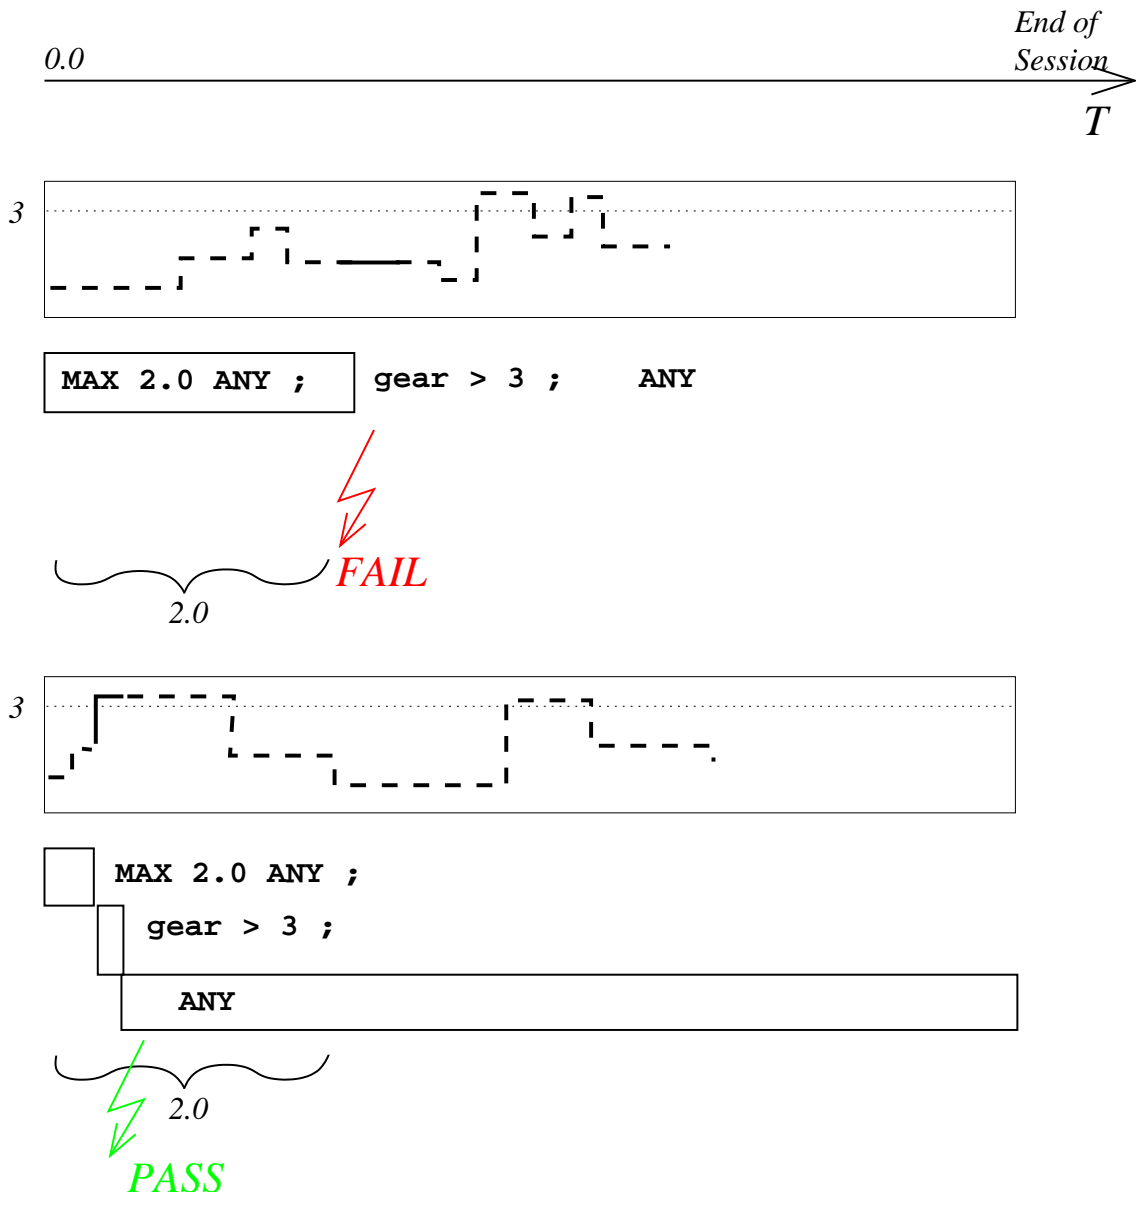 End of
0.0 Session
T
3
MAX 2.0 ANY ; gear > 3 ; ANY
FAIL
2.0
3
MAX 2.0 ANY ;
gear > 3 ;
ANY
2.0
PASS